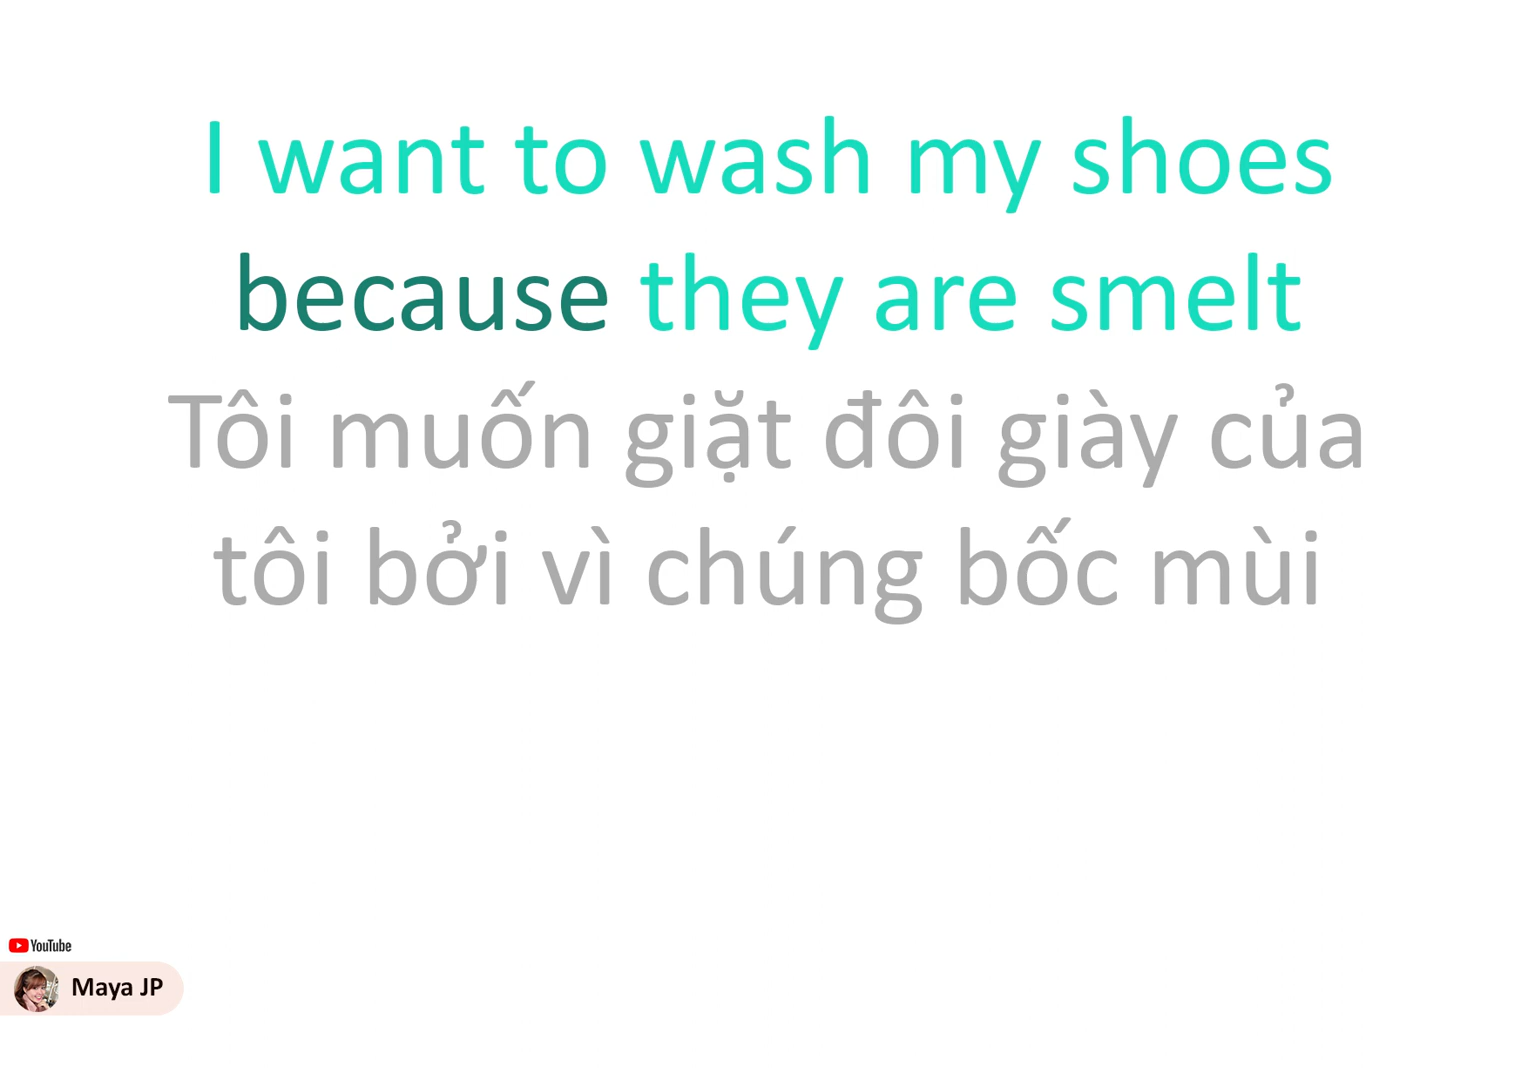 I want to wash my shoes
because they are smelt
Tôi muốn giặt đôi giày của
tôi bởi vì chúng bốc mùi
YouTube
Maya JP